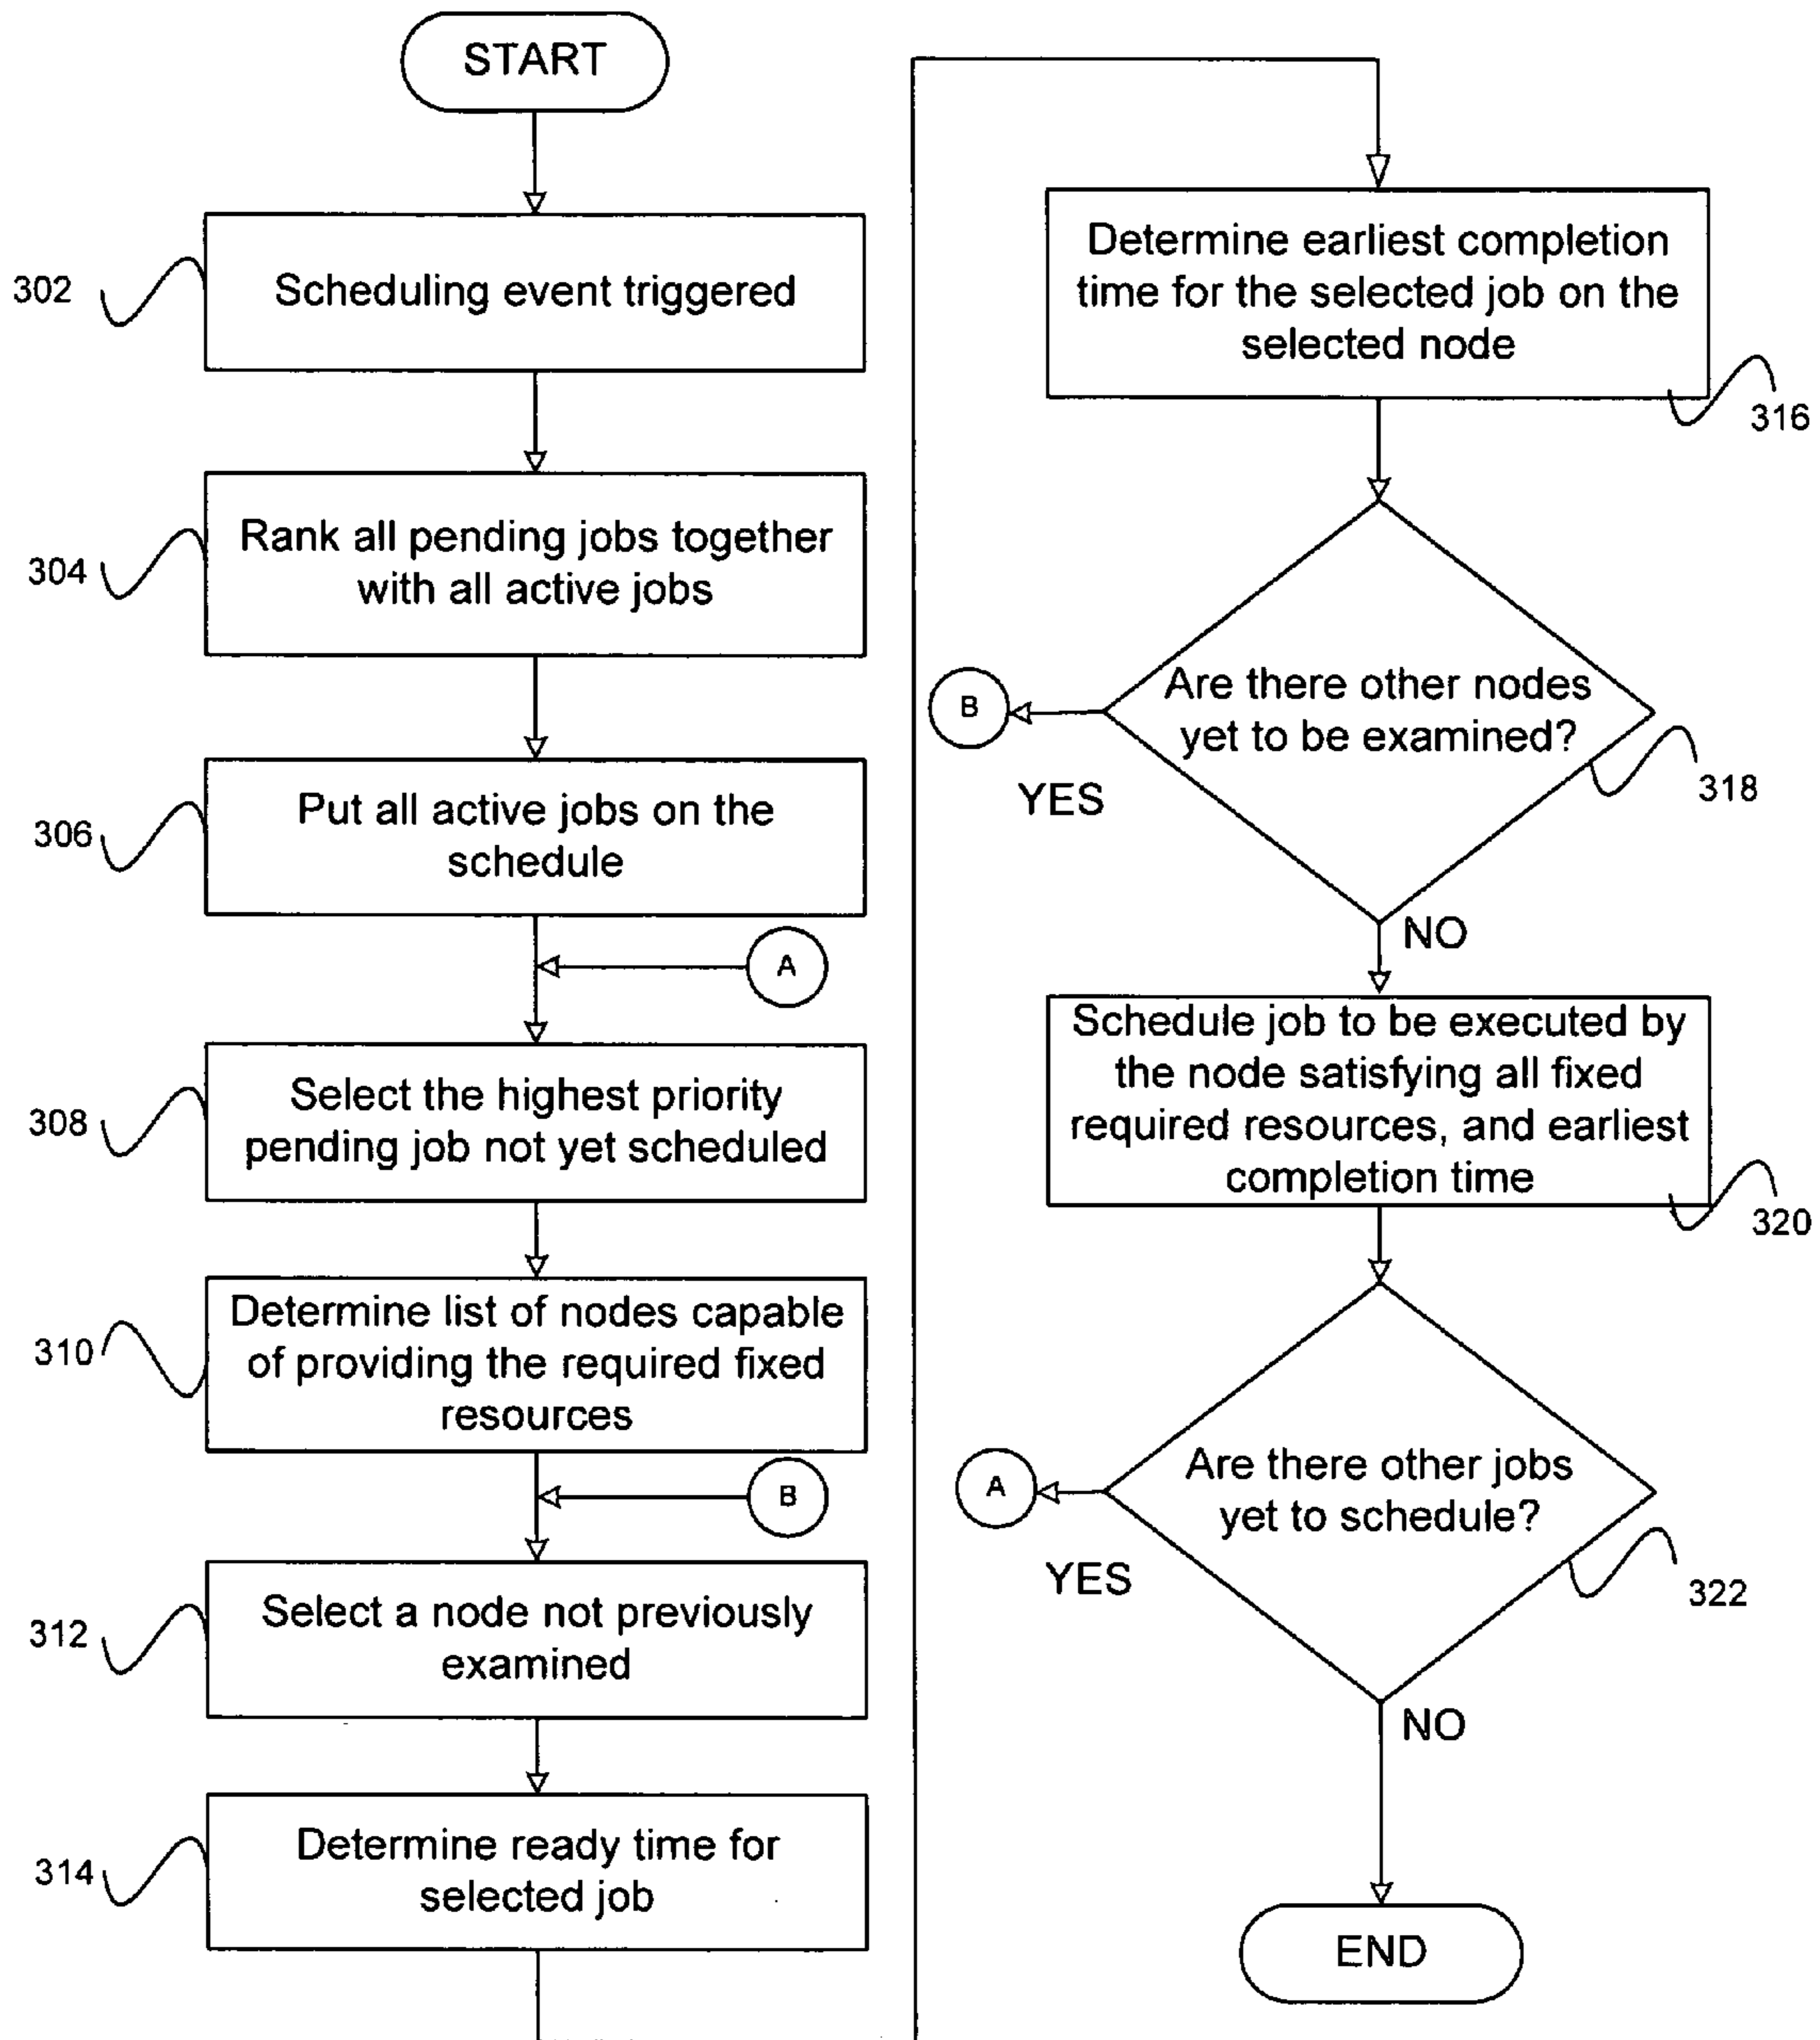 START
302
Scheduling event triggered
304
Rank all pending jobs together
with all active jobs
306
Put all active jobs on the
schedule
A
308
Select the highest priority
pending job not yet scheduled
310
Determine list of nodes capable
of providing the required fixed
resources
B
312
Select a node not previously
examined
314
Determine ready time for
selected job
Determine earliest completion
time for the selected job on the
selected node
316
Are there other nodes
yet to be examined?
318
B
YES
NO
Schedule job to be executed by
the node satisfying all fixed
required resources, and earliest
completion time
320
Are there other jobs
yet to schedule?
322
A
YES
NO
END